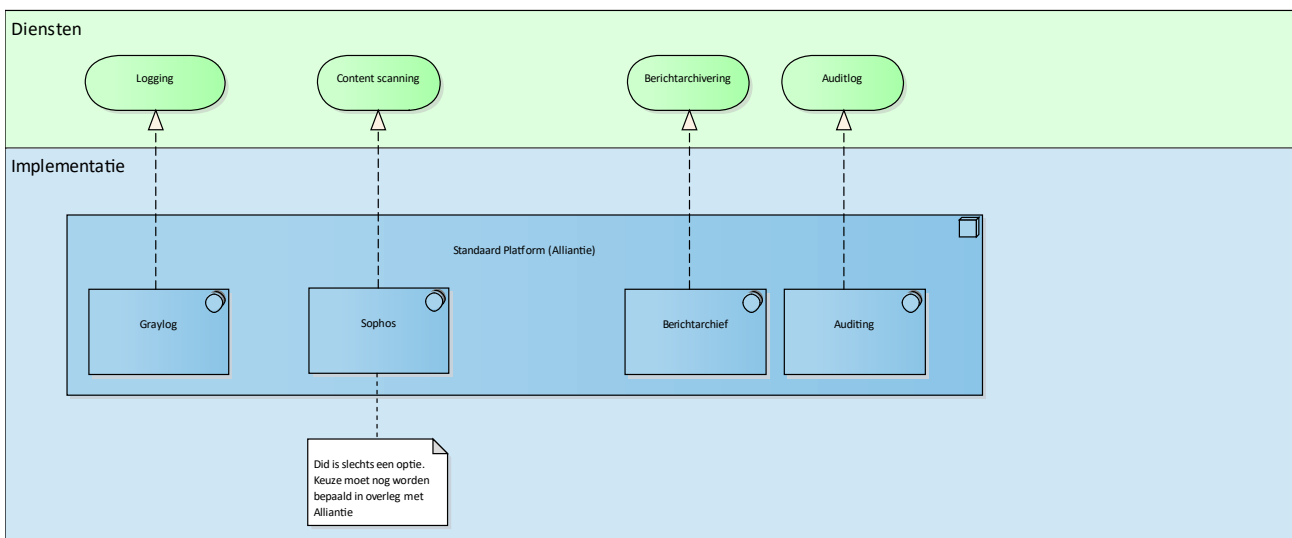 Diensten
Logging
Content scanning
Berichtarchivering
Auditlog
Implementatie
Standaard Platform (Alliantie)
Graylog
Sophos
Berichtarchief
Auditing
Did is slechts een optie.
Keuze moet nog worden
bepaald in overleg met
Alliantie